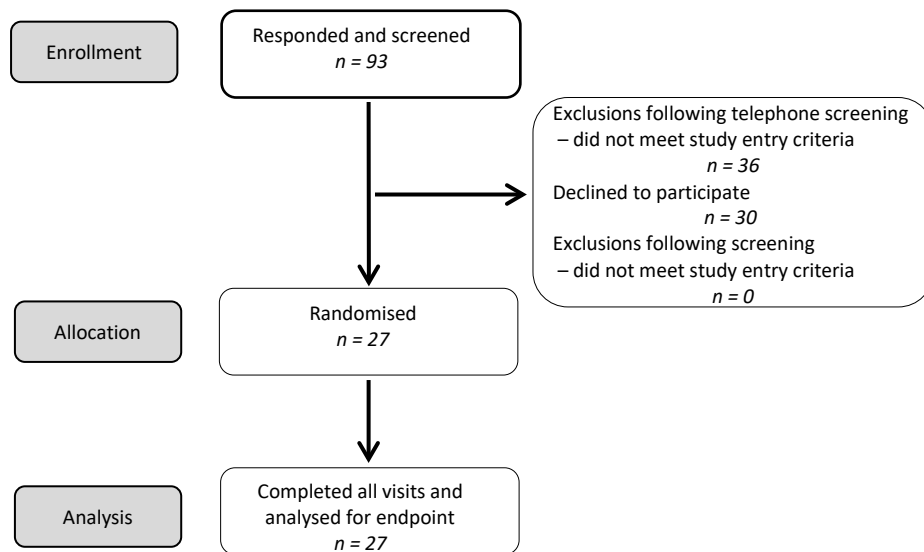 Enrollment
Responded and screened
n = 93
Exclusions following telephone screening
– did not meet study entry criteria
n = 36
Declined to participate
n = 30
Exclusions following screening
– did not meet study entry criteria
n = 0
Allocation
Randomised
n = 27
Analysis
Completed all visits and
analysed for endpoint
n = 27